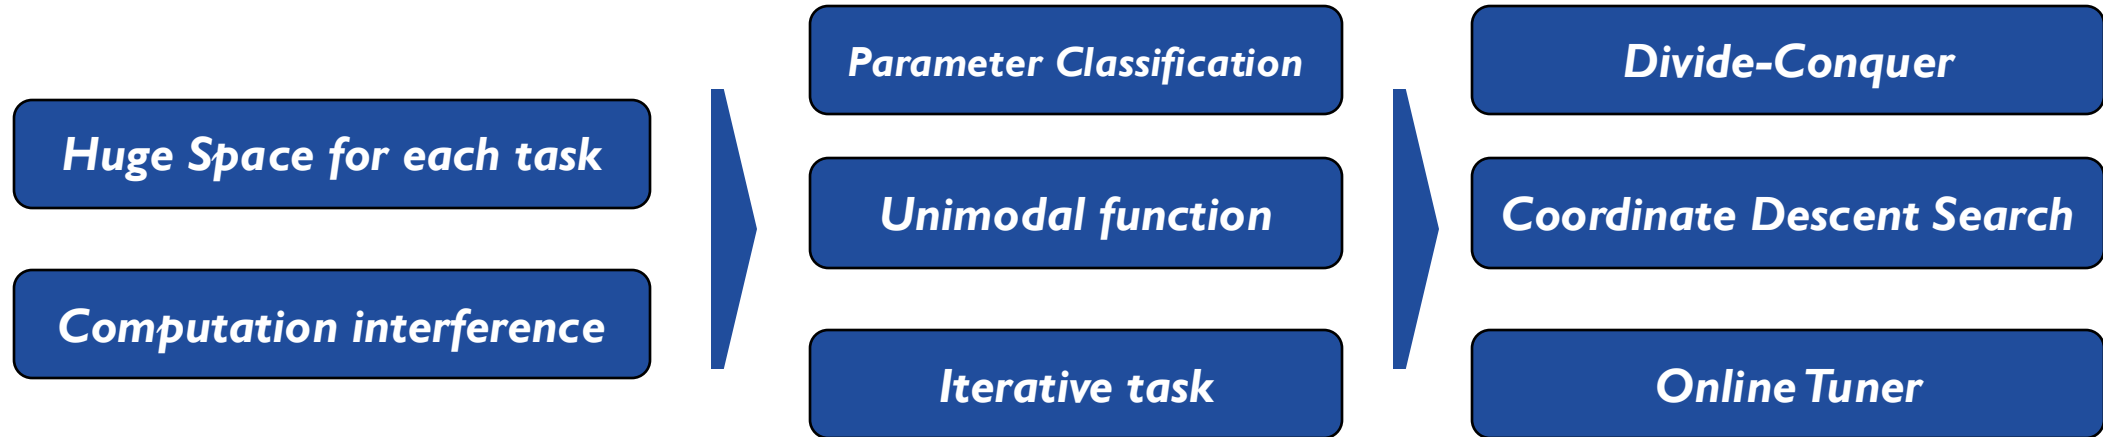 Huge Space for each task
Computation interference
Parameter Classification
Unimodal function
Iterative task
Divide-Conquer
Coordinate Descent Search
Online Tuner